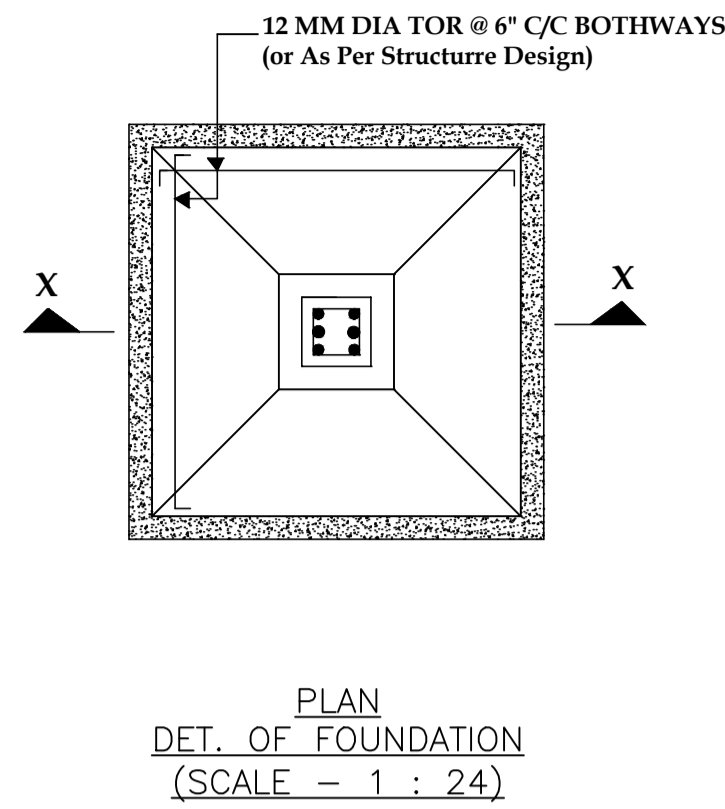 12 MM DIA TOR @ 6" C/C BOTHWAYS
(or As Per Structurre Design)
X
X
PLAN
DET. OF FOUNDATION
(SCALE - 1 : 24)